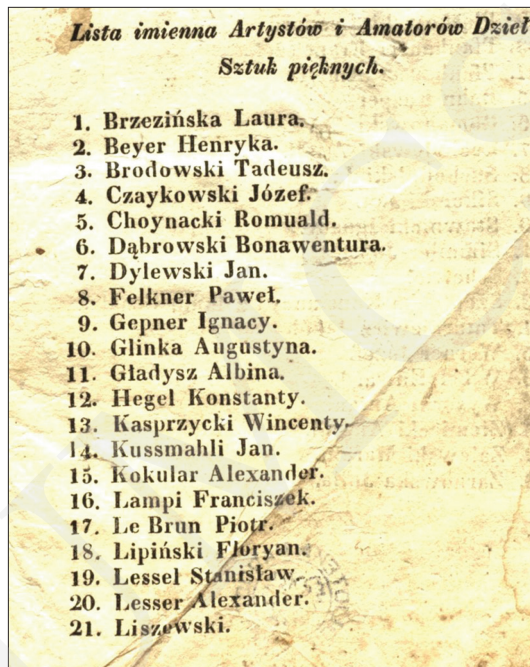 Lista imienna Artystów i Amatorów Dzieł
Sztuk pięknych.
1. Brzezińska Laura.
2. Beyer Henryka.
3. Brodowski Tadeusz.
4. Czaykowski Józef.
5. Choynacki Romuald.
6. Dąbrowski Bonawentura.
7. Dylewski Jan.
8. Felkner Paweł.
9. Gepner Ignacy.
10. Glinka Augustyna.
11. Gładysz Albina.
12. Hegel Konstanty.
13. Kasprzycki Wincenty.
14. Kussmahli Jan.
15. Kokular Alexander.
16. Lampi Franciszek.
17. Le Brun Piotr.
18. Lipiński Floryan.
19. Lessel Stanisław.
20. Lesser Alexander.
21. Liszewski.